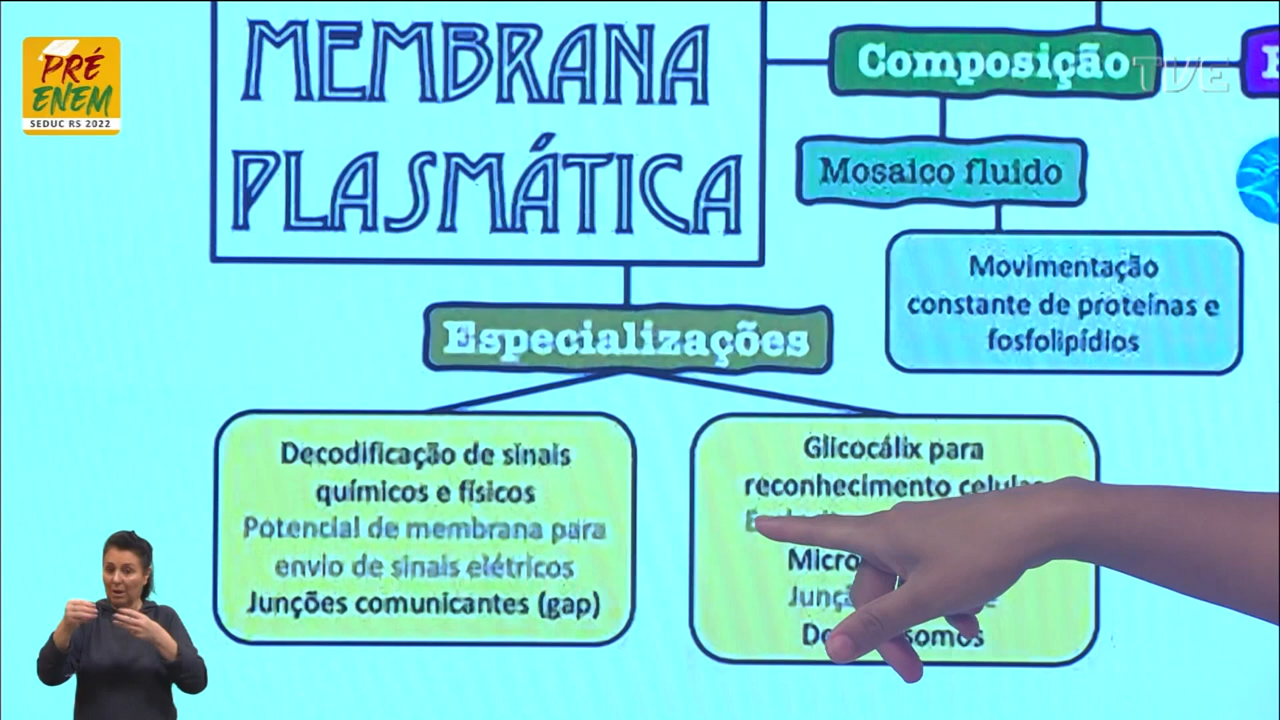 PRÉ
ENEM
SEDUC RS 2022
MEMBRANA
PLASMÁTICA
Composição
TVE
Mosaico fluido
Movimentação
constante de proteínas e
fosfolipídios
Especializações
Decodificação de sinais
químicos e físicos
Potencial de membrana para
envio de sinais elétricos
Junções comunicantes (gap)
Glicocálix para
reconhecimento